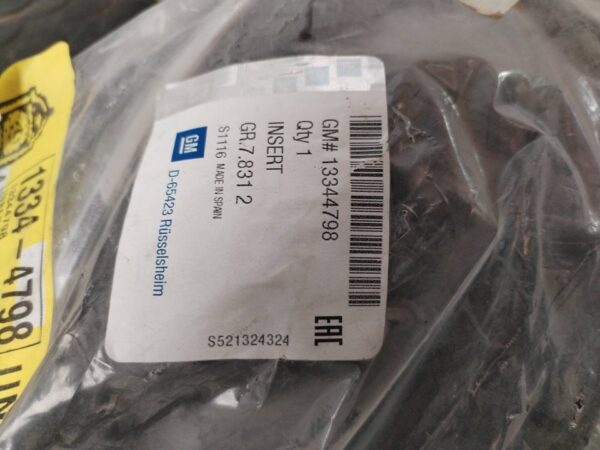 GM# 13344798
Qty 1
INSERT
GR.7.831 2
S1116 MADE IN SPAIN
GM
D-65423 Rüsselsheim
EAC
S521324324
1334-4798